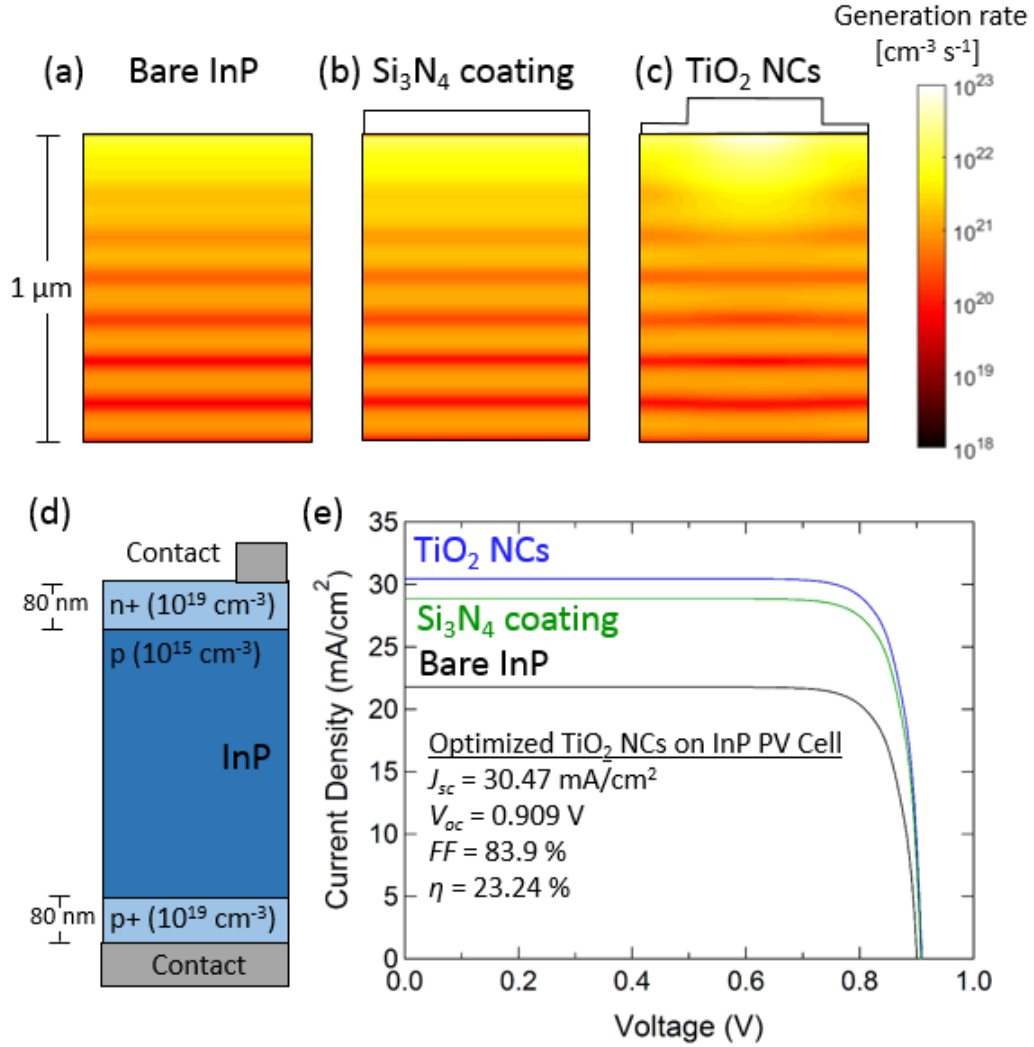 Generation rate
[cm⁻³ s⁻¹]
(a) Bare InP
(b) Si₃N₄ coating
(c) TiO₂ NCs
1 μm
10²³
10²²
10²¹
10²⁰
10¹⁹
10¹⁸
(d)
Contact
80 nm
n+ (10¹⁹ cm⁻³)
p (10¹⁵ cm⁻³)
InP
80 nm
p+ (10¹⁹ cm⁻³)
Contact
(e)
35
30
25
20
15
10
5
0
Current Density (mA/cm²)
TiO₂ NCs
Si₃N₄ coating
Bare InP
Optimized TiO₂ NCs on InP PV Cell
Jsc = 30.47 mA/cm²
Voc = 0.909 V
FF = 83.9 %
η = 23.24 %
0.0 0.2 0.4 0.6 0.8 1.0
Voltage (V)